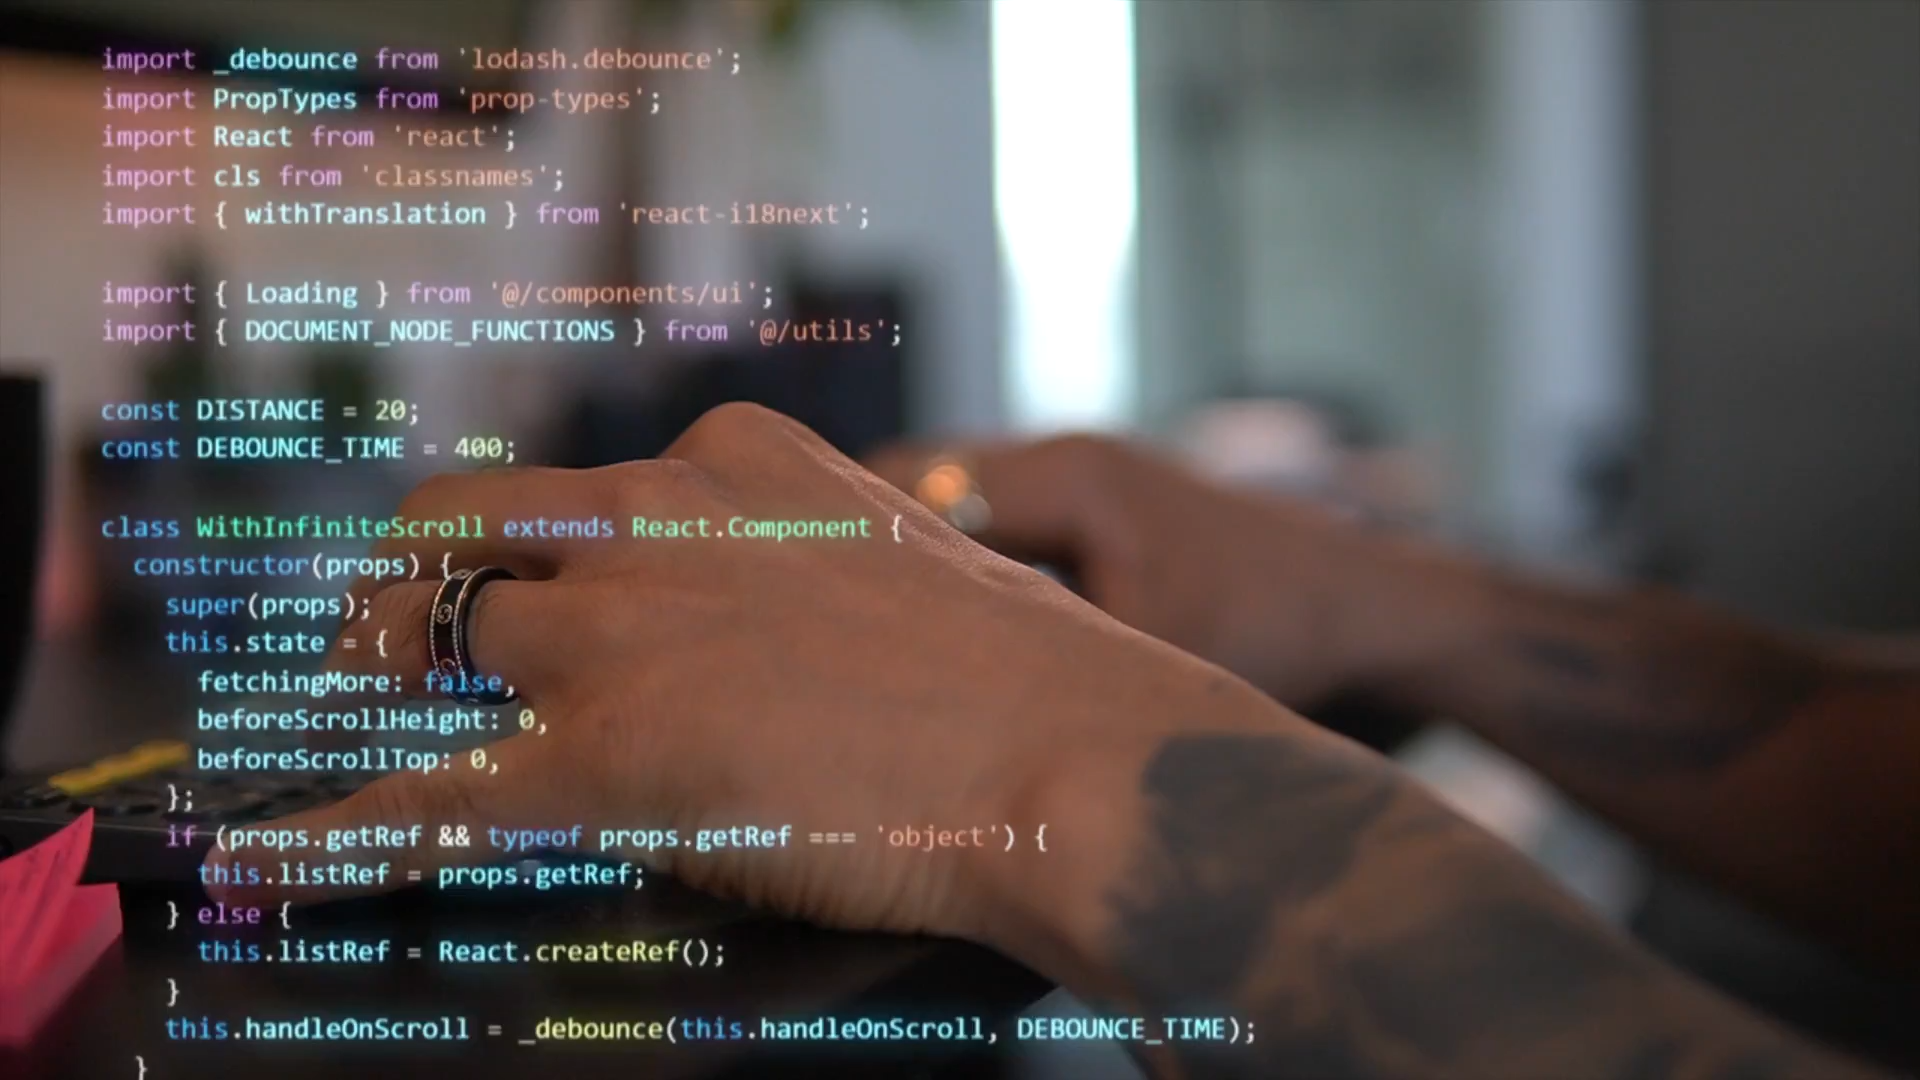 import _debounce from 'lodash.debounce';
import PropTypes from 'prop-types';
import React from 'react';
import cls from 'classnames';
import { withTranslation } from 'react-i18next';
import { Loading } from '@/components/ui';
import { DOCUMENT_NODE_FUNCTIONS } from '@/utils';
const DISTANCE = 20;
const DEBOUNCE_TIME = 400;
class WithInfiniteScroll extends React.Component {
constructor(props) {
super(props);
this.state = {
fetchingMore: false,
beforeScrollHeight: 0,
beforeScrollTop: 0,
};
if (props.getRef && typeof props.getRef === 'object') {
this.listRef = props.getRef;
} else {
this.listRef = React.createRef();
}
this.handleOnScroll = _debounce(this.handleOnScroll, DEBOUNCE_TIME);
}